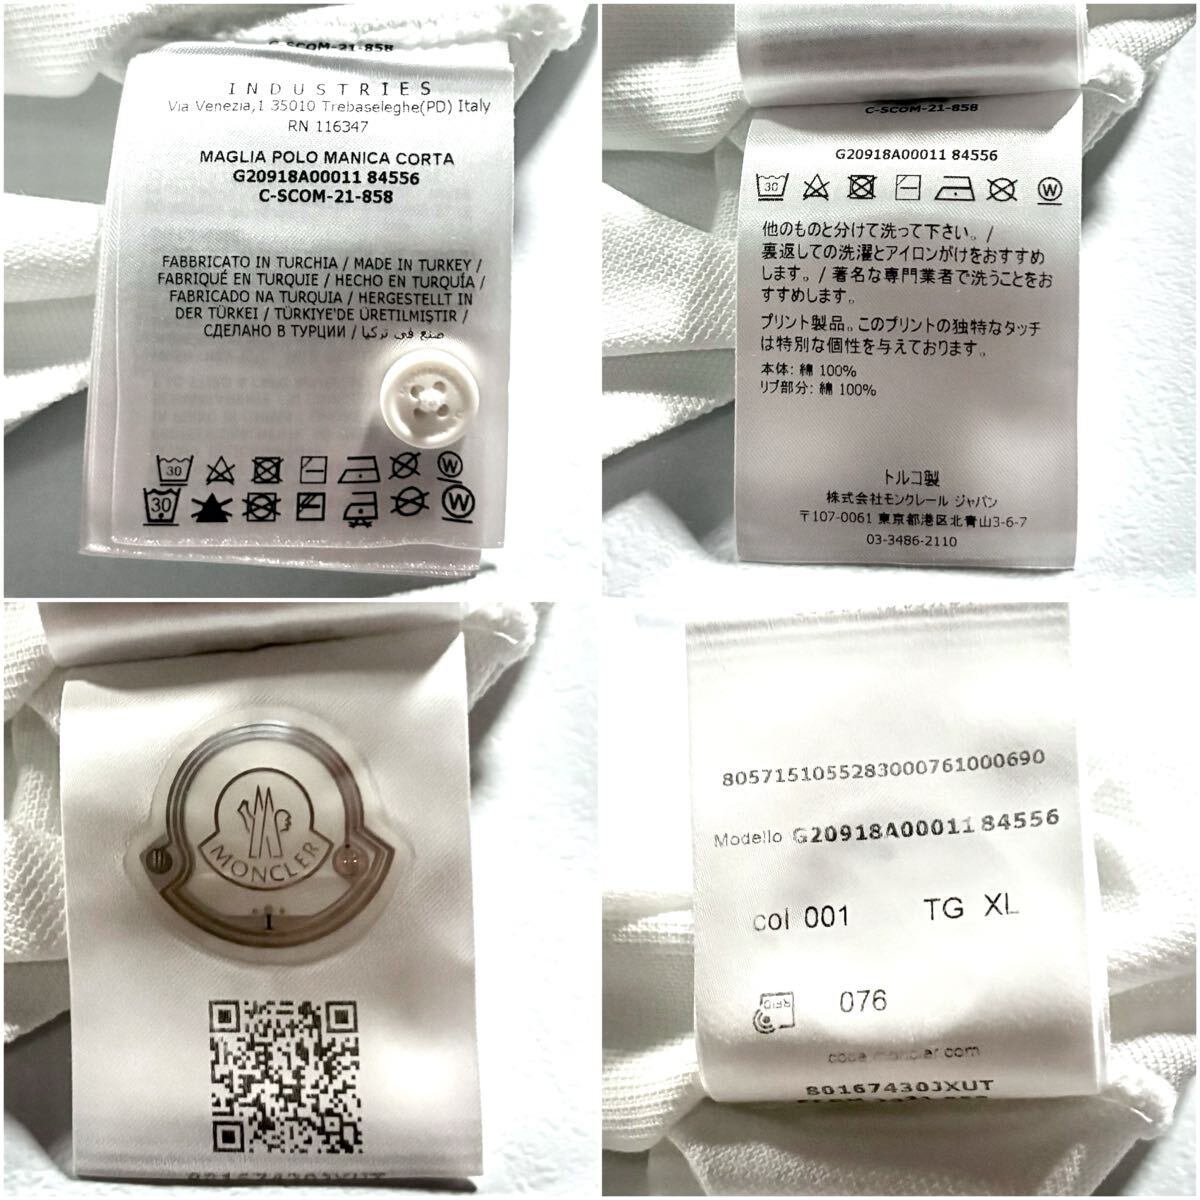 C-SCOM-21-858
INDUSTRIES
Via Venezia,1 35010 Trebaseleghe(PD) Italy
RN 116347
MAGLIA POLO MANICA CORTA
G20918A00011 84556
C-SCOM-21-858
FABBRICATO IN TURCHIA / MADE IN TURKEY /
FABRIQUÉ EN TURQUIE / HECHO EN TURQUÍA /
FABRICADO NA TURQUIA / HERGESTELLT IN
DER TÜRKEI / TÜRKİYE'DE ÜRETILMIŞTIR /
СДЕЛАНО В ТУРЦИИ / صنع في تركيا
30
W
30
W
C-SCOM-21-858
G20918A00011 84556
30
W
他のものと分けて洗って下さい。/
裏返しての洗濯とアイロンがけをおすすめ
します。/ 著名な専門業者で洗うことをお
すすめします。
プリント製品。このプリントの独特なタッチ
は特別な個性を与えております。
本体: 綿 100%
リブ部分: 綿 100%
トルコ製
株式会社モンクレール ジャパン
〒107-0061 東京都港区北青山3-6-7
03-3486-2110
MONCLER
1
80167430JXUT
8057151055283000761000690
Modello G20918A00011 84556
col 001 TG XL
RFID 076
code.moncler.com
80167430JXUT